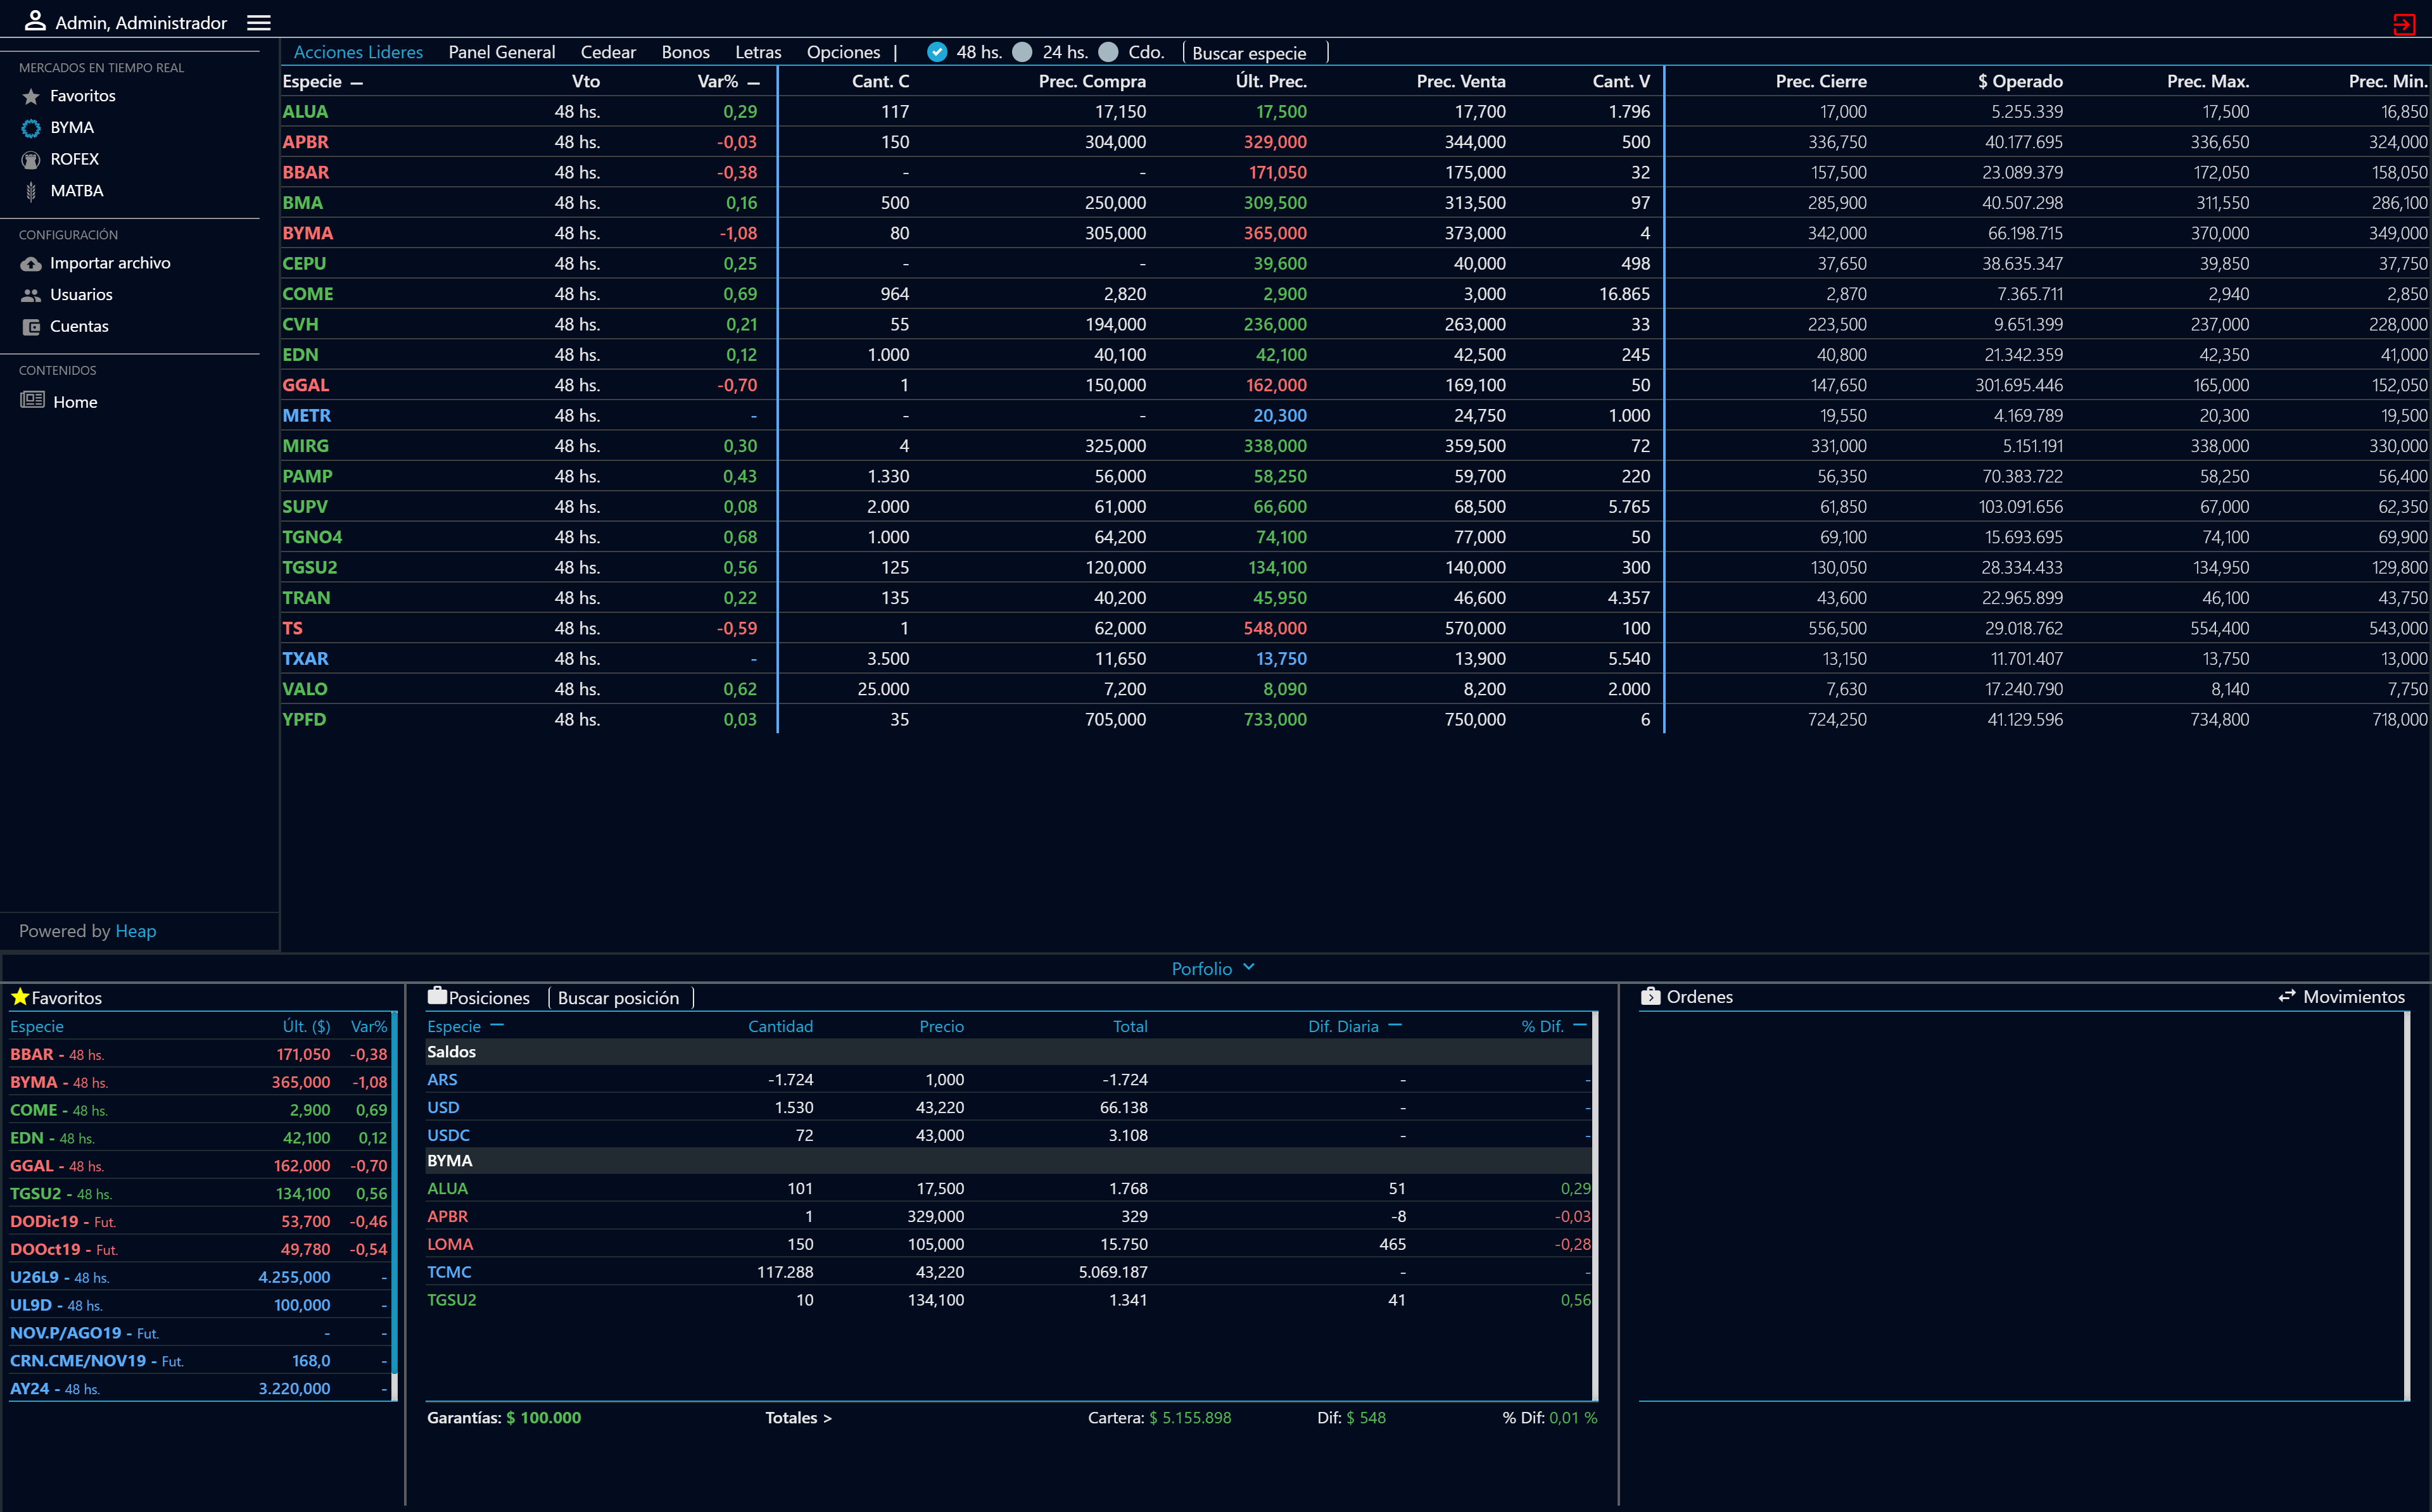 Admin, Administrador
MERCADOS EN TIEMPO REAL
Favoritos
BYMA
ROFEX
MATBA
CONFIGURACIÓN
Importar archivo
Usuarios
Cuentas
CONTENIDOS
Home
Powered by Heap
Acciones Lideres Panel General Cedear Bonos Letras Opciones | 48 hs. 24 hs. Cdo. Buscar especie
Especie Vto Var% Cant. C Prec. Compra Últ. Prec. Prec. Venta Cant. V Prec. Cierre $ Operado Prec. Max. Prec. Min.
ALUA 48 hs. 0,29 117 17,150 17,500 17,700 1.796 17,000 5.255.339 17,500 16,850
APBR 48 hs. -0,03 150 304,000 329,000 344,000 500 336,750 40.177.695 336,650 324,000
BBAR 48 hs. -0,38 - - 171,050 175,000 32 157,500 23.089.379 172,050 158,050
BMA 48 hs. 0,16 500 250,000 309,500 313,500 97 285,900 40.507.298 311,550 286,100
BYMA 48 hs. -1,08 80 305,000 365,000 373,000 4 342,000 66.198.715 370,000 349,000
CEPU 48 hs. 0,25 - - 39,600 40,000 498 37,650 38.635.347 39,850 37,750
COME 48 hs. 0,69 964 2,820 2,900 3,000 16.865 2,870 7.365.711 2,940 2,850
CVH 48 hs. 0,21 55 194,000 236,000 263,000 33 223,500 9.651.399 237,000 228,000
EDN 48 hs. 0,12 1.000 40,100 42,100 42,500 245 40,800 21.342.359 42,350 41,000
GGAL 48 hs. -0,70 1 150,000 162,000 169,100 50 147,650 301.695.446 165,000 152,050
METR 48 hs. - - - 20,300 24,750 1.000 19,550 4.169.789 20,300 19,500
MIRG 48 hs. 0,30 4 325,000 338,000 359,500 72 331,000 5.151.191 338,000 330,000
PAMP 48 hs. 0,43 1.330 56,000 58,250 59,700 220 56,350 70.383.722 58,250 56,400
SUPV 48 hs. 0,08 2.000 61,000 66,600 68,500 5.765 61,850 103.091.656 67,000 62,350
TGNO4 48 hs. 0,68 1.000 64,200 74,100 77,000 50 69,100 15.693.695 74,100 69,900
TGSU2 48 hs. 0,56 125 120,000 134,100 140,000 300 130,050 28.334.433 134,950 129,800
TRAN 48 hs. 0,22 135 40,200 45,950 46,600 4.357 43,600 22.965.899 46,100 43,750
TS 48 hs. -0,59 1 62,000 548,000 570,000 100 556,500 29.018.762 554,400 543,000
TXAR 48 hs. - 3.500 11,650 13,750 13,900 5.540 13,150 11.701.407 13,750 13,000
VALO 48 hs. 0,62 25.000 7,200 8,090 8,200 2.000 7,630 17.240.790 8,140 7,750
YPFD 48 hs. 0,03 35 705,000 733,000 750,000 6 724,250 41.129.596 734,800 718,000
Porfolio
Favoritos
Especie Últ. ($) Var%
BBAR - 48 hs. 171,050 -0,38
BYMA - 48 hs. 365,000 -1,08
COME - 48 hs. 2,900 0,69
EDN - 48 hs. 42,100 0,12
GGAL - 48 hs. 162,000 -0,70
TGSU2 - 48 hs. 134,100 0,56
DODic19 - Fut. 53,700 -0,46
DOOct19 - Fut. 49,780 -0,54
U26L9 - 48 hs. 4.255,000 -
UL9D - 48 hs. 100,000 -
NOV.P/AGO19 - Fut. - -
CRN.CME/NOV19 - Fut. 168,0 -
AY24 - 48 hs. 3.220,000 -
Posiciones Buscar posición
Especie Cantidad Precio Total Dif. Diaria % Dif.
Saldos
ARS -1.724 1,000 -1.724 - -
USD 1.530 43,220 66.138 - -
USDC 72 43,000 3.108 - -
BYMA
ALUA 101 17,500 1.768 51 0,29
APBR 1 329,000 329 -8 -0,03
LOMA 150 105,000 15.750 465 -0,28
TCMC 117.288 43,220 5.069.187 - -
TGSU2 10 134,100 1.341 41 0,56
Garantías: $ 100.000 Totales > Cartera: $ 5.155.898 Dif: $ 548 % Dif: 0,01 %
Ordenes Movimientos